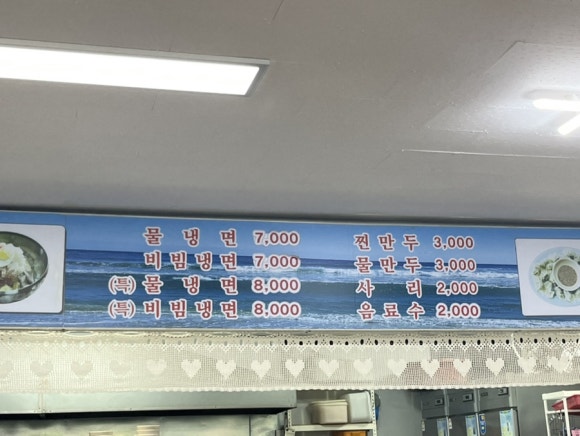 물냉면 7,000
비빔냉면 7,000
(특)물냉면 8,000
(특)비빔냉면 8,000
찐만두 3,000
물만두 3,000
사리 2,000
음료수 2,000